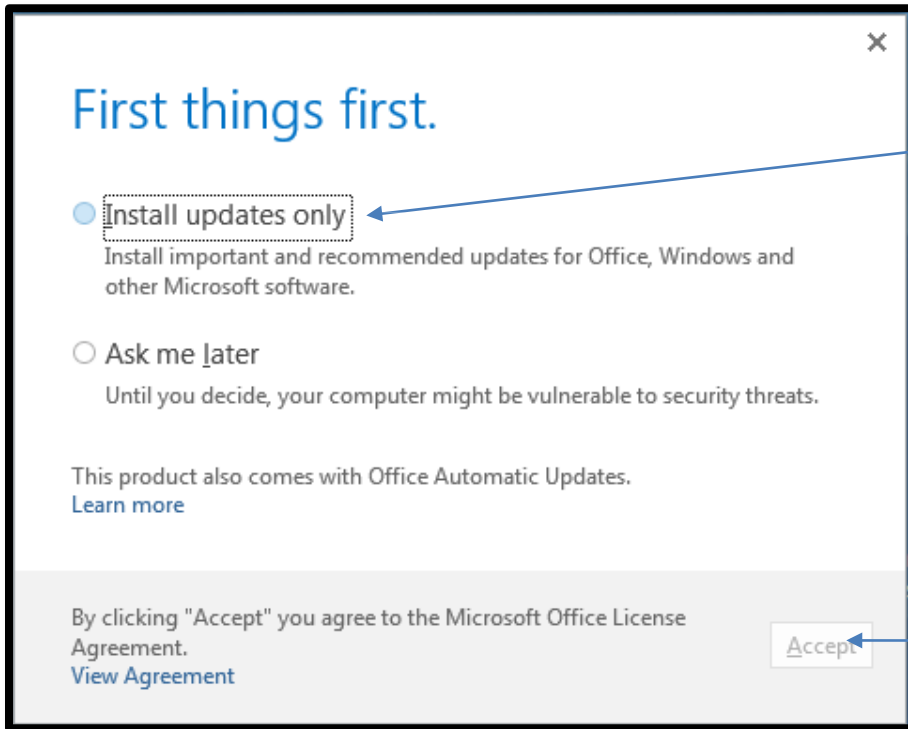 First things first.
Install updates only
Install important and recommended updates for Office, Windows and
other Microsoft software.
Ask me later
Until you decide, your computer might be vulnerable to security threats.
This product also comes with Office Automatic Updates.
Learn more
By clicking "Accept" you agree to the Microsoft Office License
Agreement.
View Agreement
Accept